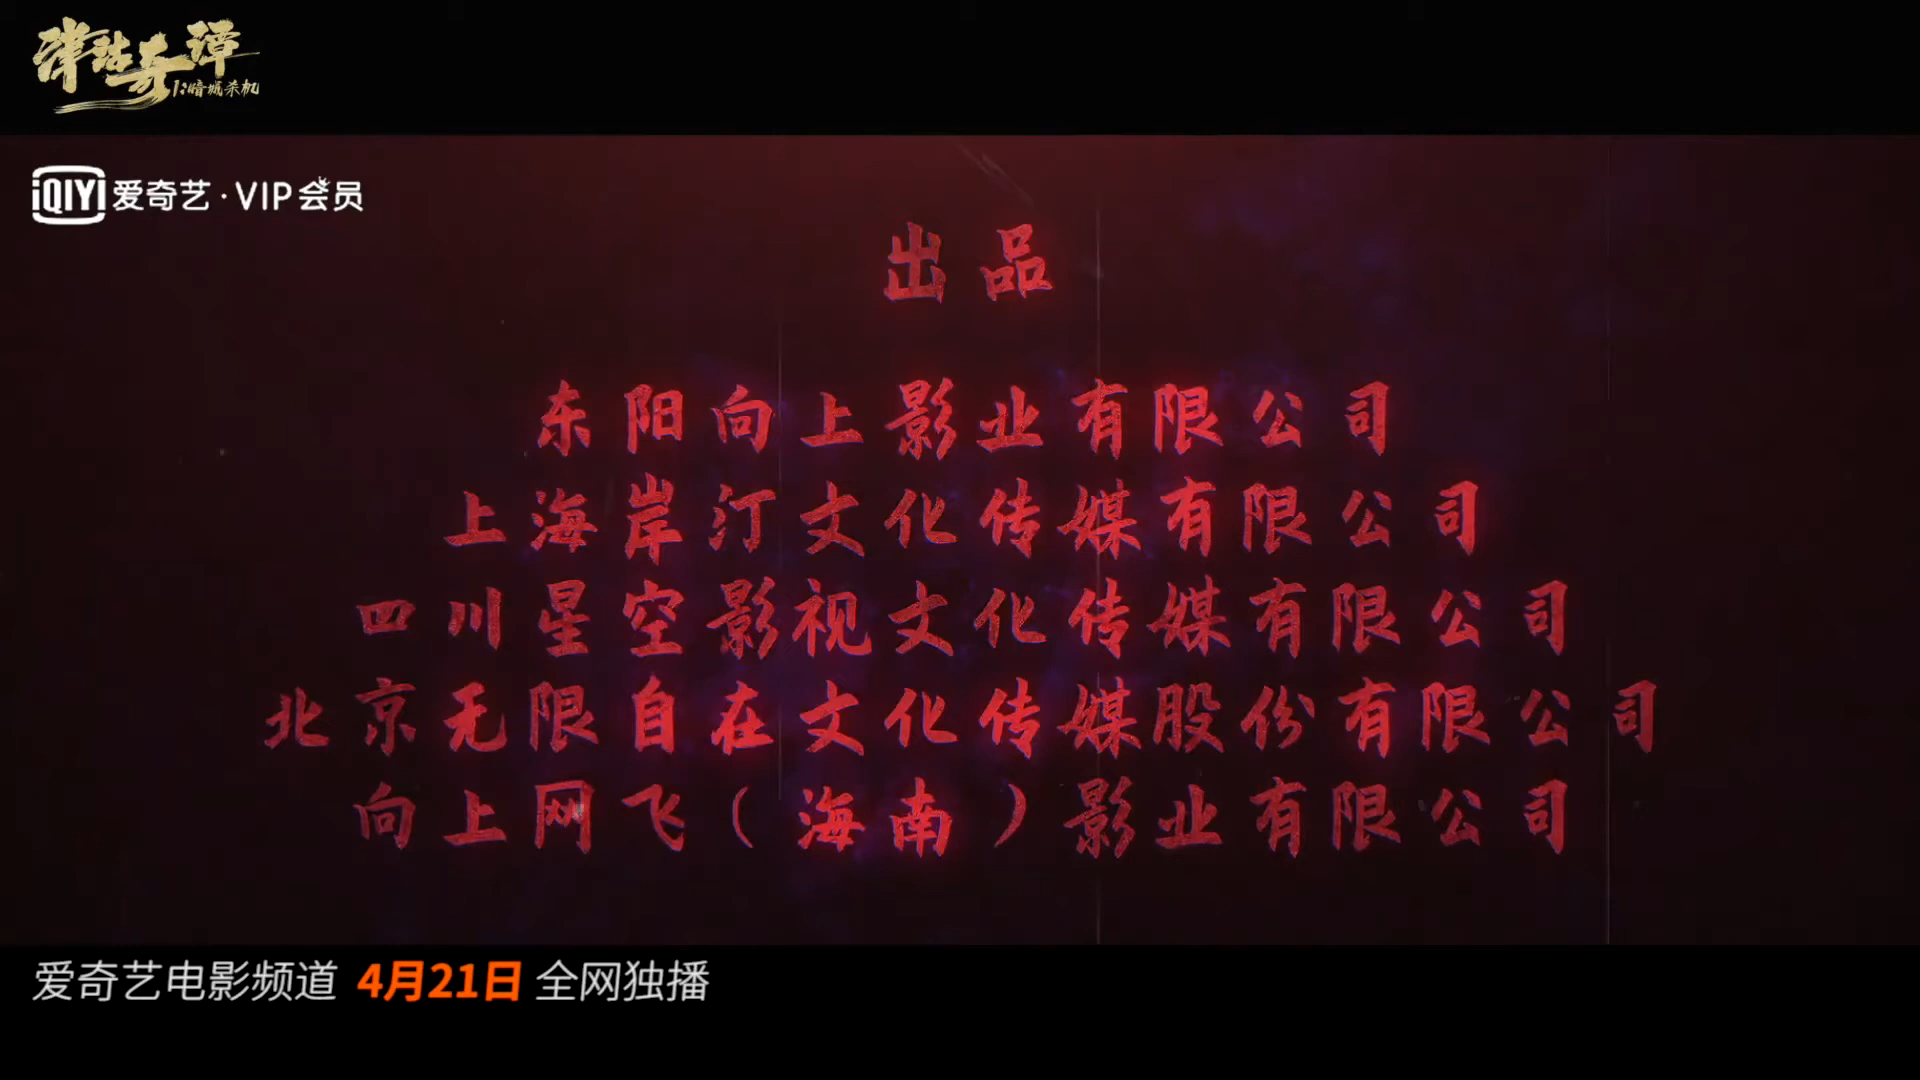 津沽奇谭
1:暗城杀机
iQIYI 爱奇艺·VIP会员
出品
东阳向上影业有限公司
上海岸汀文化传媒有限公司
四川星空影视文化传媒有限公司
北京无限自在文化传媒股份有限公司
向上网飞(海南)影业有限公司
爱奇艺电影频道 4月21日 全网独播